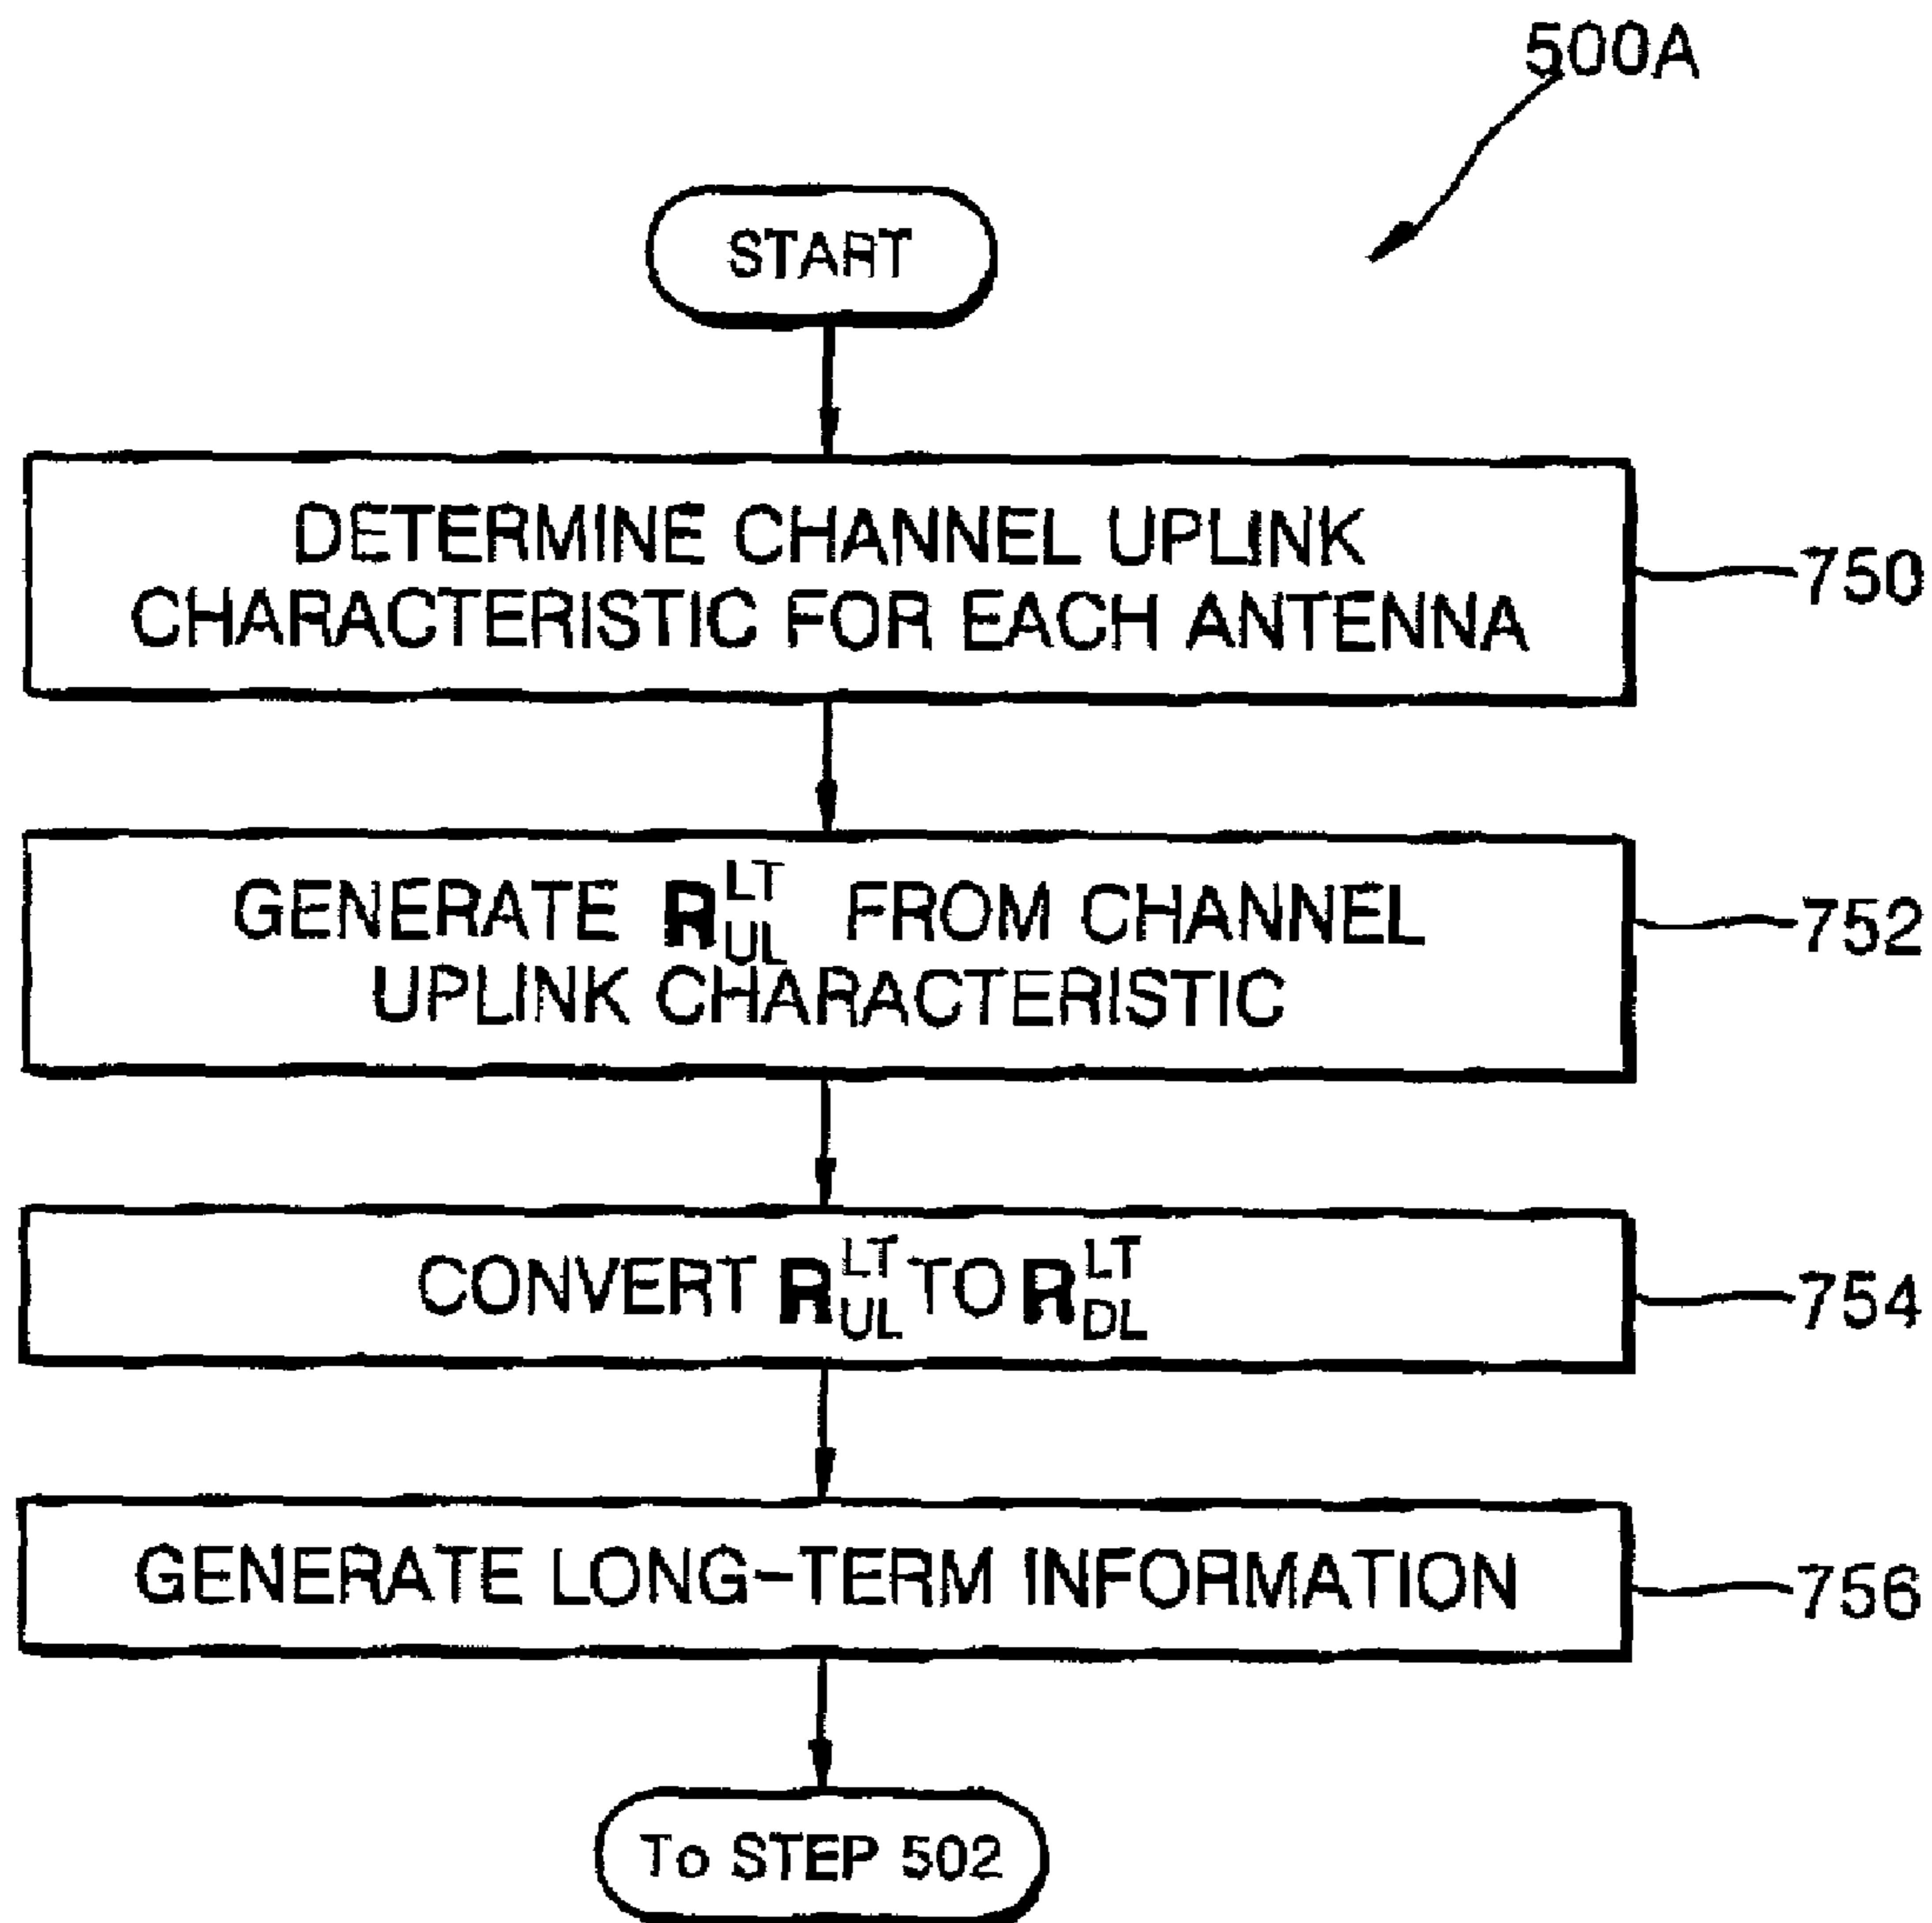 500A
START
DETERMINE CHANNEL UPLINK
CHARACTERISTIC FOR EACH ANTENNA
750
GENERATE R^LT_UL FROM CHANNEL
UPLINK CHARACTERISTIC
752
CONVERT R^LT_UL TO R^LT_DL
754
GENERATE LONG-TERM INFORMATION
756
To STEP 502